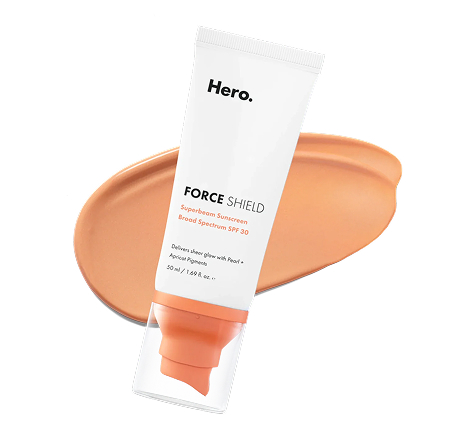 Hero.
FORCE SHIELD
Superbeam Sunscreen
Broad Spectrum SPF 30
Delivers sheer glow with Pearl +
Apricot Pigments
50 ml / 1.69 fl. oz. ℮